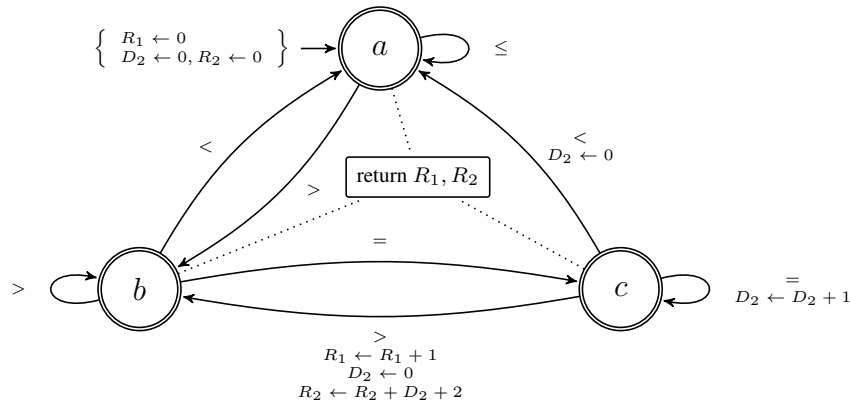 { R₁ ← 0
D₂ ← 0, R₂ ← 0 }
a
≤
<
>
<
D₂ ← 0
return R₁, R₂
=
>
b
c
=
D₂ ← D₂ + 1
>
R₁ ← R₁ + 1
D₂ ← 0
R₂ ← R₂ + D₂ + 2